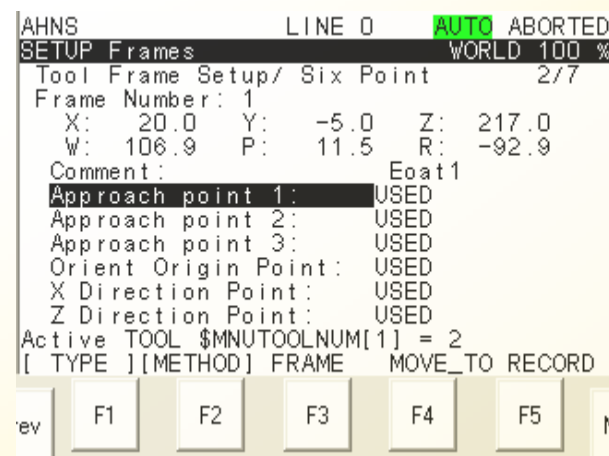 AHNS LINE 0 AUTO ABORTED
SETUP Frames WORLD 100 %
Tool Frame Setup/ Six Point 2/7
Frame Number: 1
X: 20.0 Y: -5.0 Z: 217.0
W: 106.9 P: 11.5 R: -92.9
Comment: Eoat1
Approach point 1: USED
Approach point 2: USED
Approach point 3: USED
Orient Origin Point: USED
X Direction Point: USED
Z Direction Point: USED
Active TOOL $MNUTOOLNUM[1] = 2
[ TYPE ][METHOD] FRAME MOVE_TO RECORD
ev F1 F2 F3 F4 F5